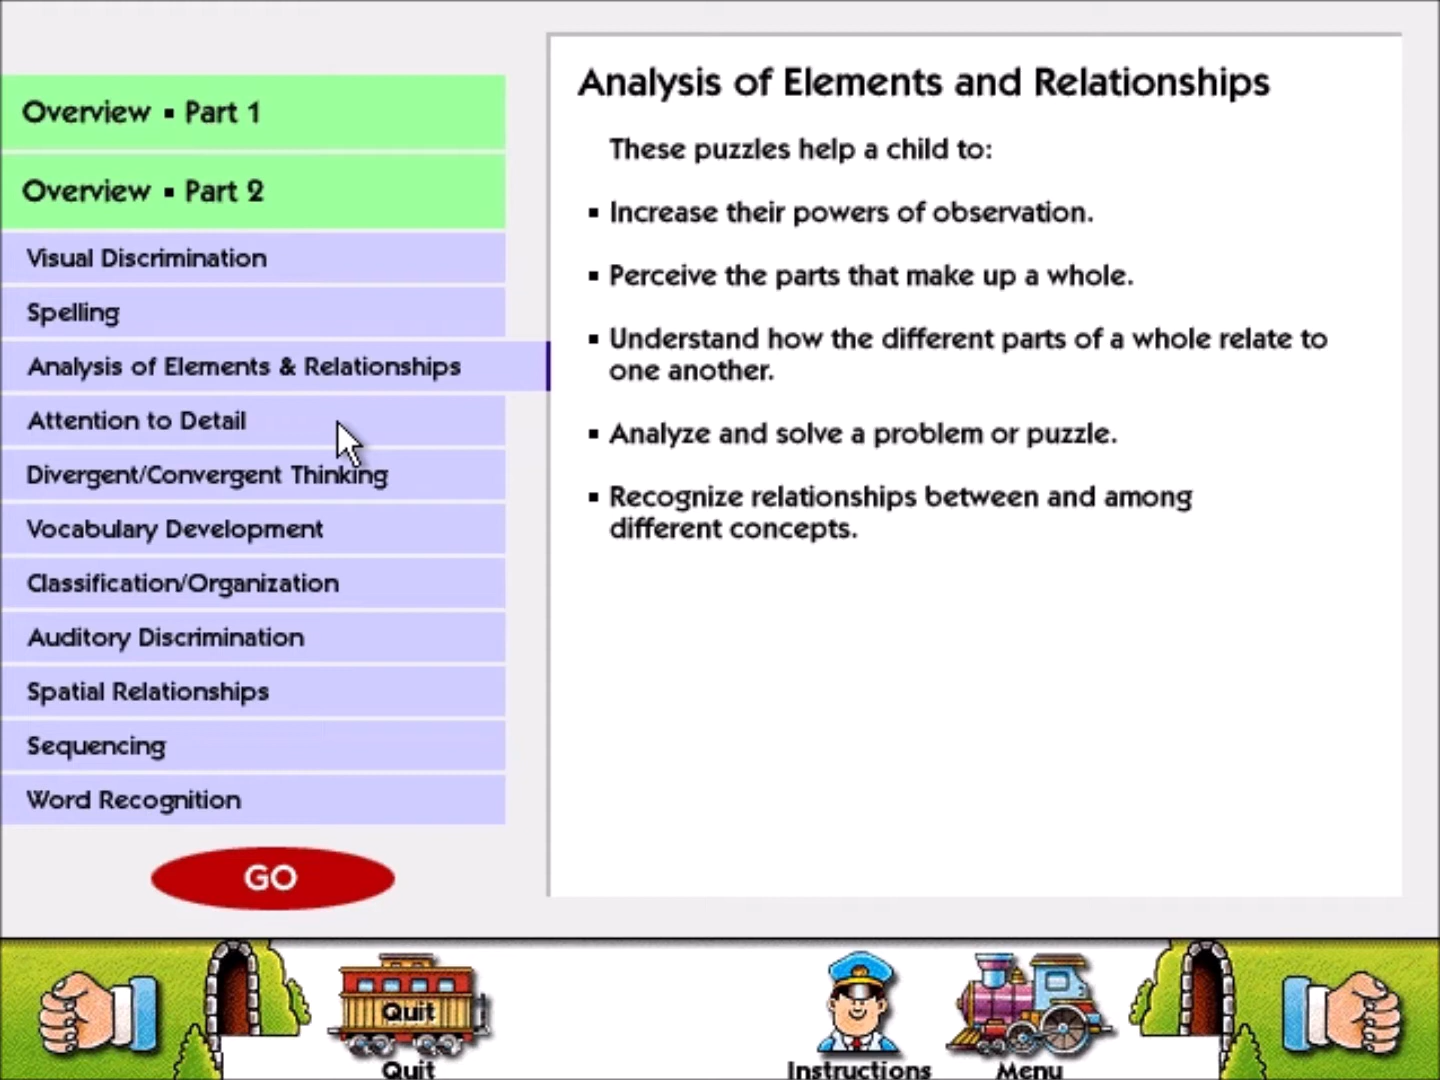 Overview ▪ Part 1
Overview ▪ Part 2
Visual Discrimination
Spelling
Analysis of Elements & Relationships
Attention to Detail
Divergent/Convergent Thinking
Vocabulary Development
Classification/Organization
Auditory Discrimination
Spatial Relationships
Sequencing
Word Recognition
GO
Analysis of Elements and Relationships
These puzzles help a child to:
▪ Increase their powers of observation.
▪ Perceive the parts that make up a whole.
▪ Understand how the different parts of a whole relate to
one another.
▪ Analyze and solve a problem or puzzle.
▪ Recognize relationships between and among
different concepts.
Quit
Quit
Instructions
Menu